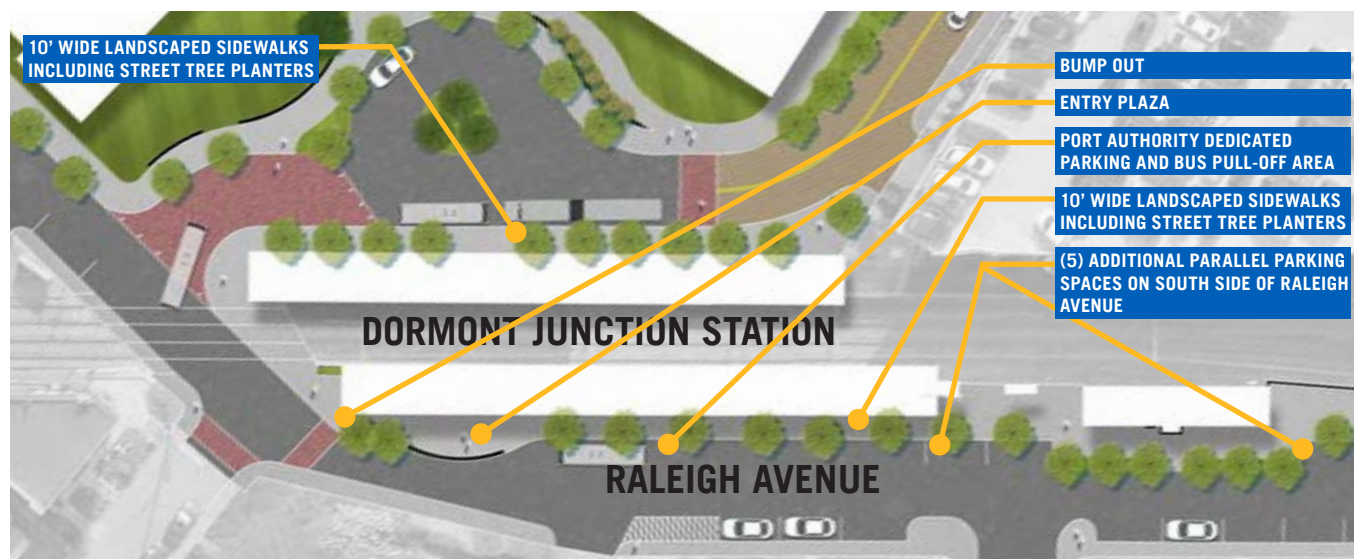 10’ WIDE LANDSCAPED SIDEWALKS
INCLUDING STREET TREE PLANTERS
BUMP OUT
ENTRY PLAZA
PORT AUTHORITY DEDICATED
PARKING AND BUS PULL-OFF AREA
10’ WIDE LANDSCAPED SIDEWALKS
INCLUDING STREET TREE PLANTERS
(5) ADDITIONAL PARALLEL PARKING
SPACES ON SOUTH SIDE OF RALEIGH
AVENUE
DORMONT JUNCTION STATION
RALEIGH AVENUE